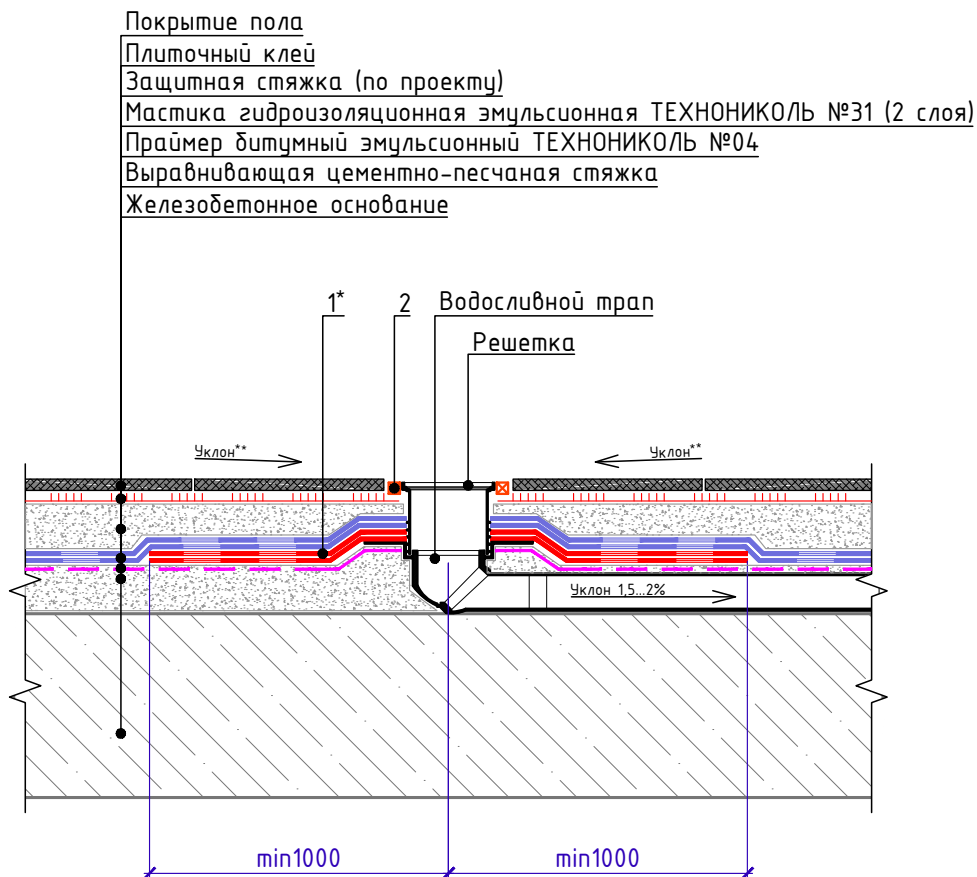 Покрытие пола
Плиточный клей
Защитная стяжка (по проекту)
Мастика гидроизоляционная эмульсионная ТЕХНОНИКОЛЬ №31 (2 слоя)
Праймер битумный эмульсионный ТЕХНОНИКОЛЬ №04
Выравнивающая цементно-песчаная стяжка
Железобетонное основание
1* 2 Водосливной трап
Решетка
Уклон** Уклон**
Уклон 1,5...2%
min1000 min1000